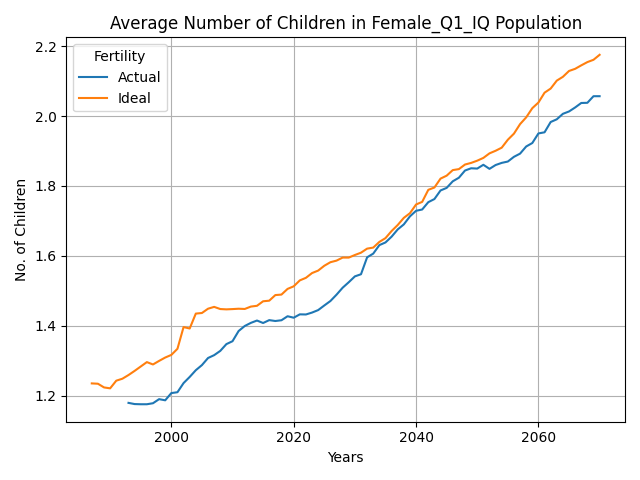 Average Number of Children in Female_Q1_IQ Population
Fertility
Actual
Ideal
No. of Children
2.2
2.0
1.8
1.6
1.4
1.2
2000 2020 2040 2060
Years